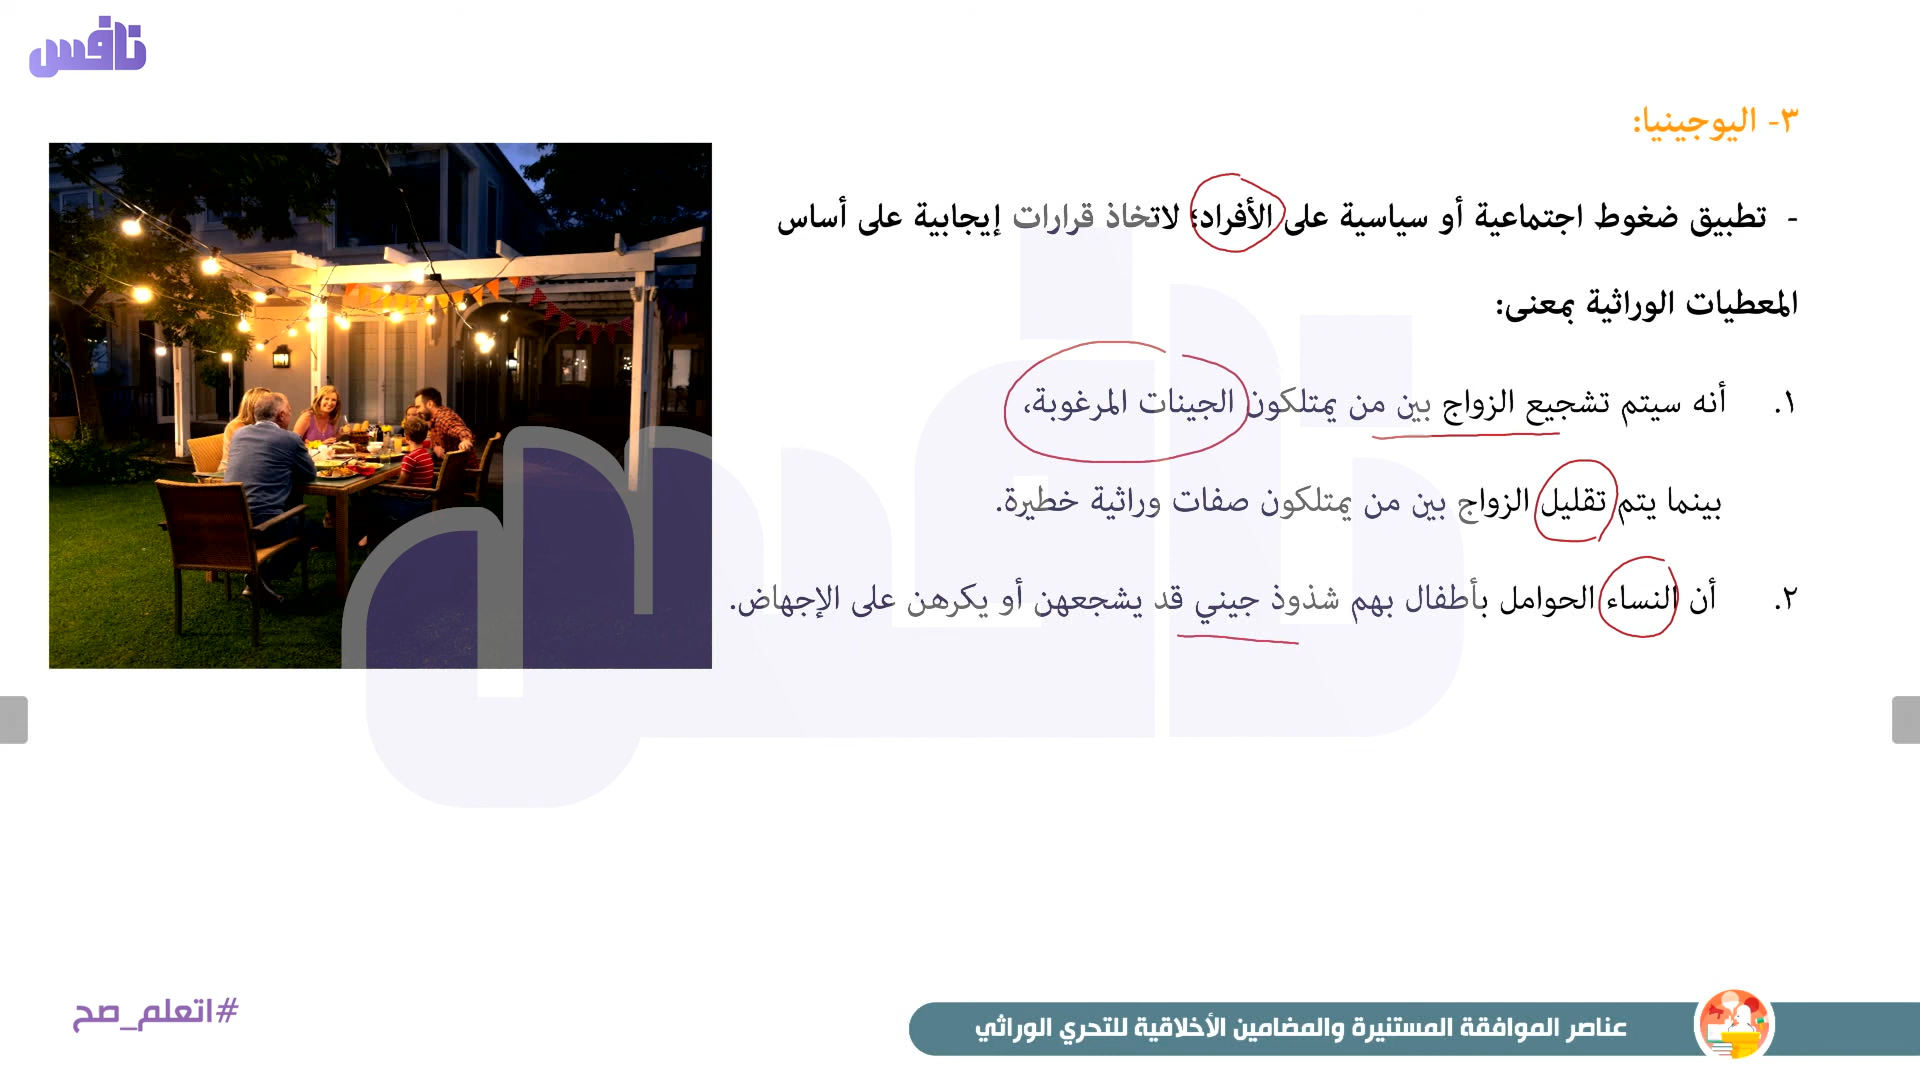 نافس
٣- اليوجينيا:
- تطبيق ضغوط اجتماعية أو سياسية على الأفراد؛ لاتخاذ قرارات إيجابية على أساس
المعطيات الوراثية بمعنى:
١. أنه سيتم تشجيع الزواج بين من يمتلكون الجينات المرغوبة،
بينما يتم تقليل الزواج بين من يمتلكون صفات وراثية خطيرة.
٢. أن النساء الحوامل بأطفال بهم شذوذ جيني قد يشجعهن أو يكرهن على الإجهاض.
#اتعلم_صح
عناصر الموافقة المستنيرة والمضامين الأخلاقية للتحري الوراثي